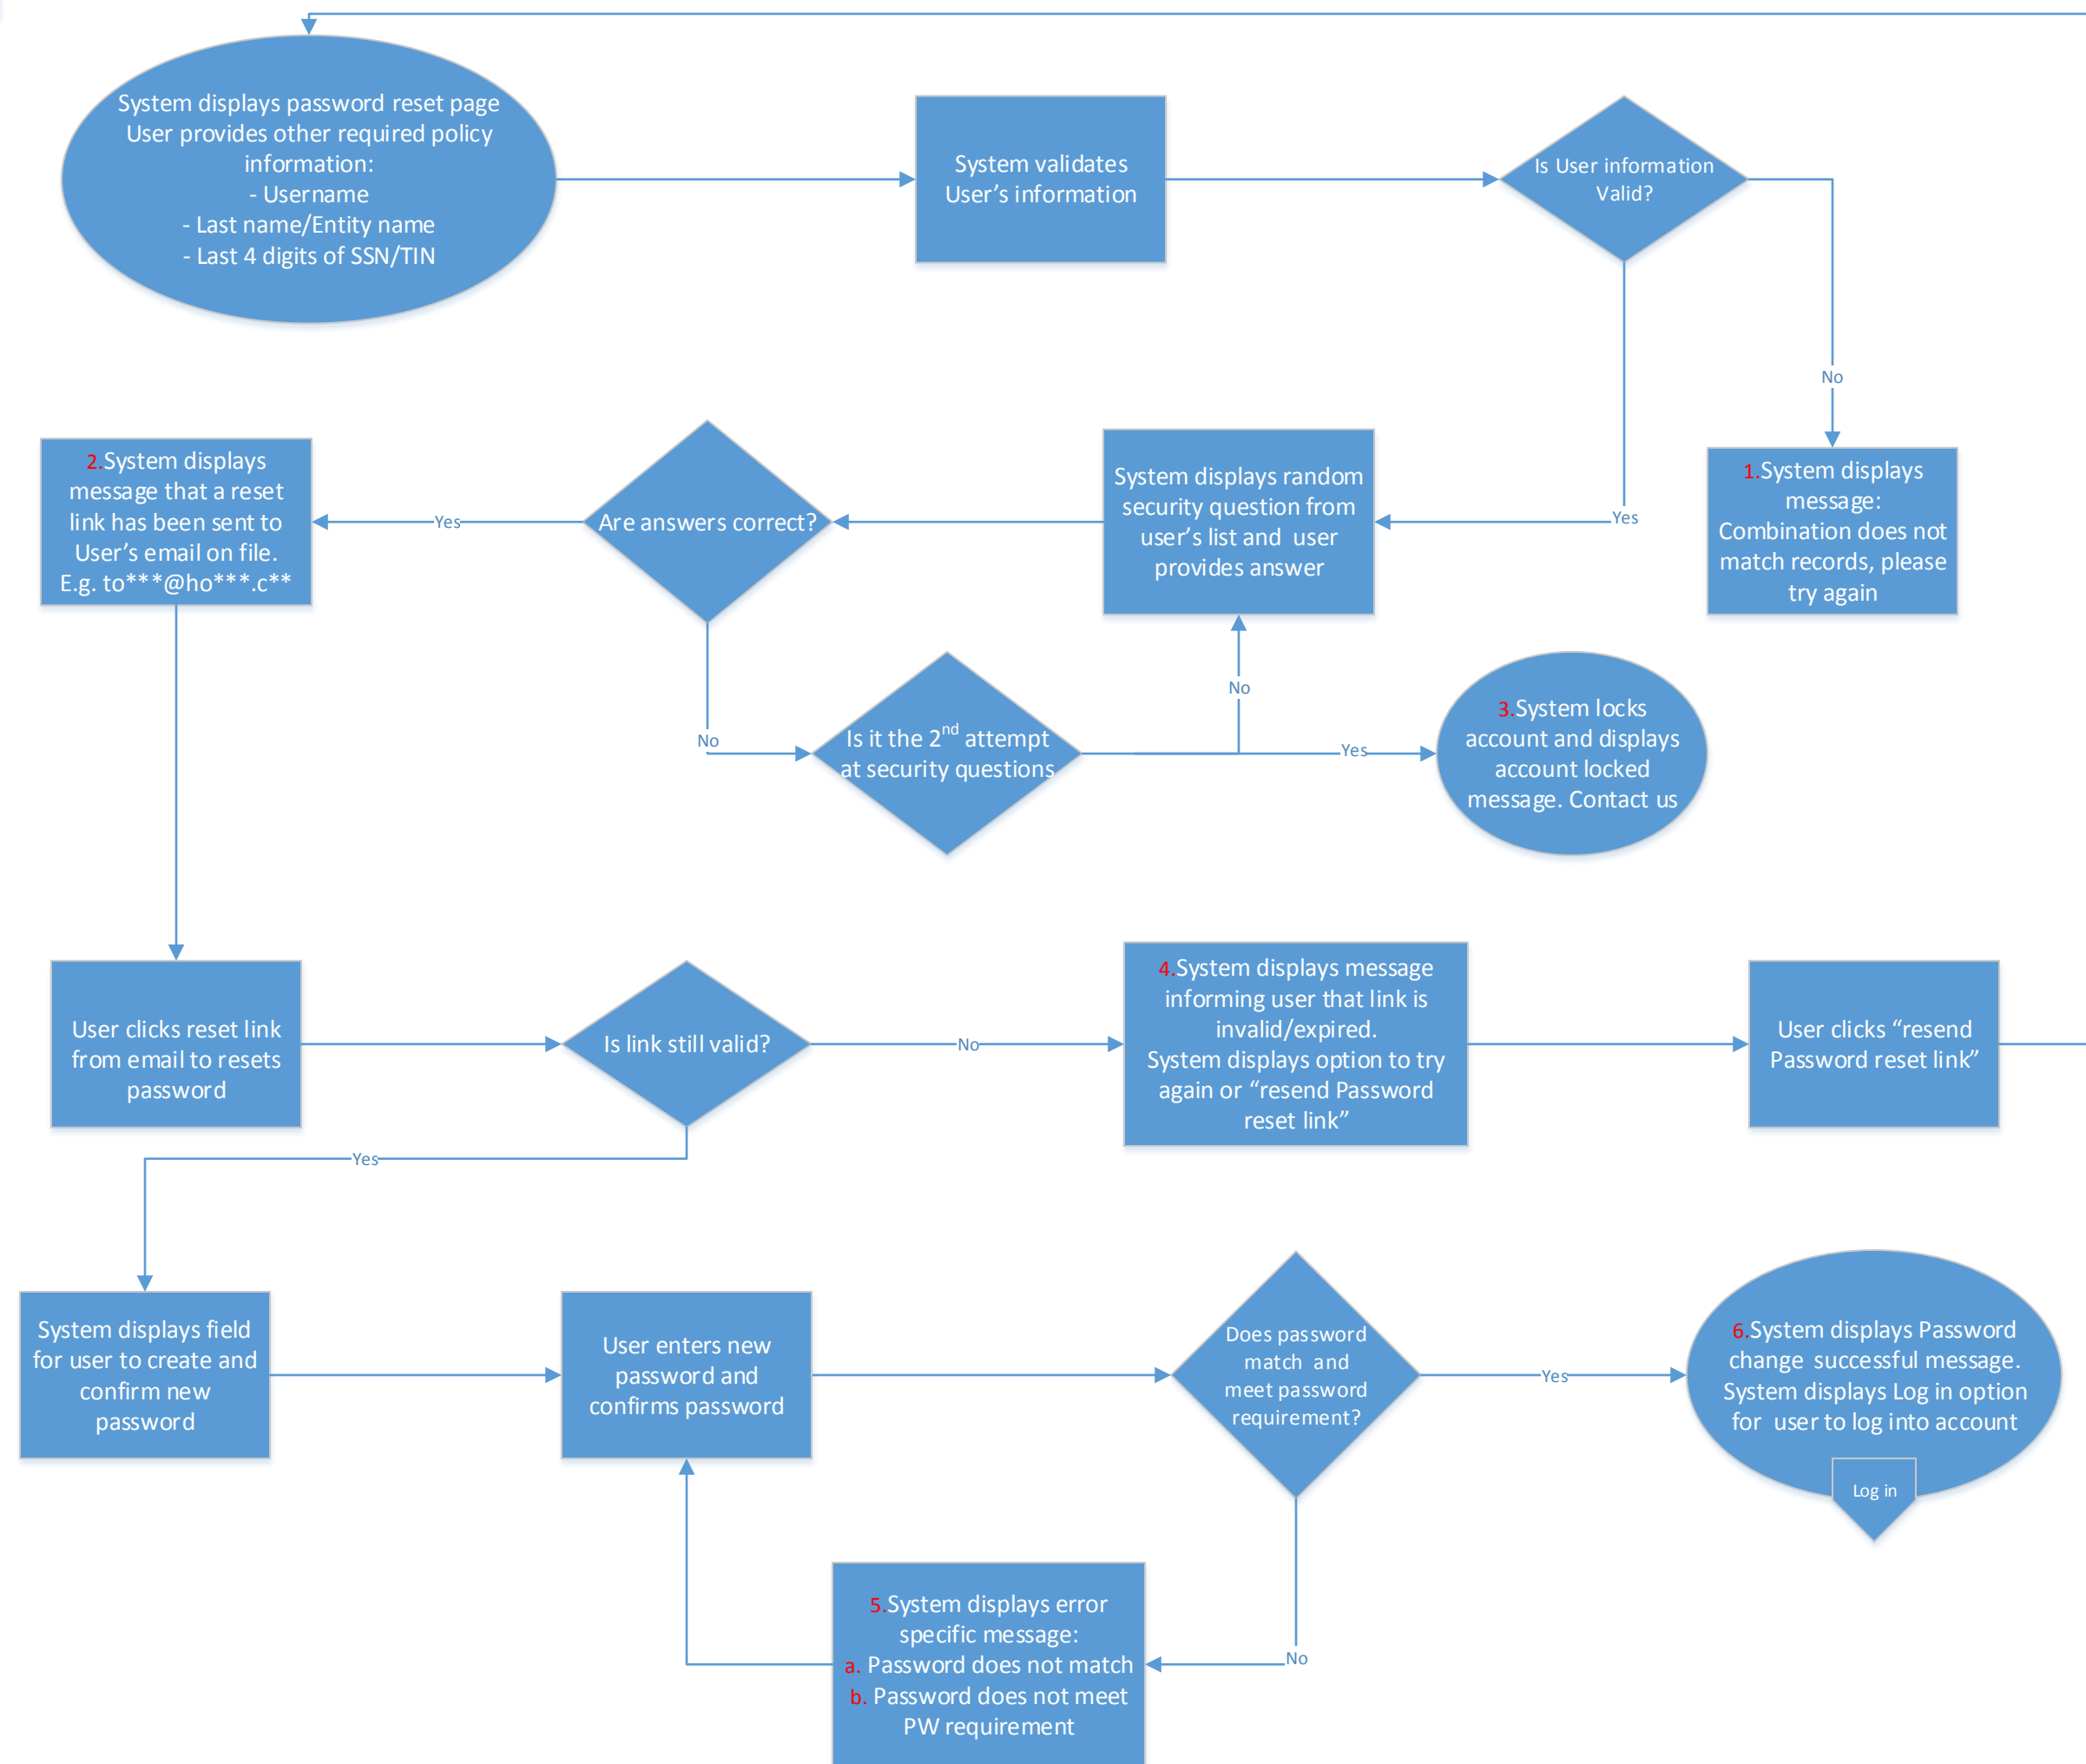 System displays password reset page
User provides other required policy
information:
- Username
- Last name/Entity name
- Last 4 digits of SSN/TIN
System validates
User's information
Is User information
Valid?
No
Yes
1.System displays
message:
Combination does not
match records, please
try again
System displays random
security question from
user's list and user
provides answer
Are answers correct?
Yes
2.System displays
message that a reset
link has been sent to
User's email on file.
E.g. to***@ho***.c**
No
Is it the 2nd attempt
at security questions
No
Yes
3.System locks
account and displays
account locked
message. Contact us
User clicks reset link
from email to resets
password
Is link still valid?
No
4.System displays message
informing user that link is
invalid/expired.
System displays option to try
again or “resend Password
reset link”
User clicks “resend
Password reset link”
Yes
System displays field
for user to create and
confirm new
password
User enters new
password and
confirms password
Does password
match and
meet password
requirement?
Yes
6.System displays Password
change successful message.
System displays Log in option
for user to log into account
Log in
No
5.System displays error
specific message:
a. Password does not match
b. Password does not meet
PW requirement